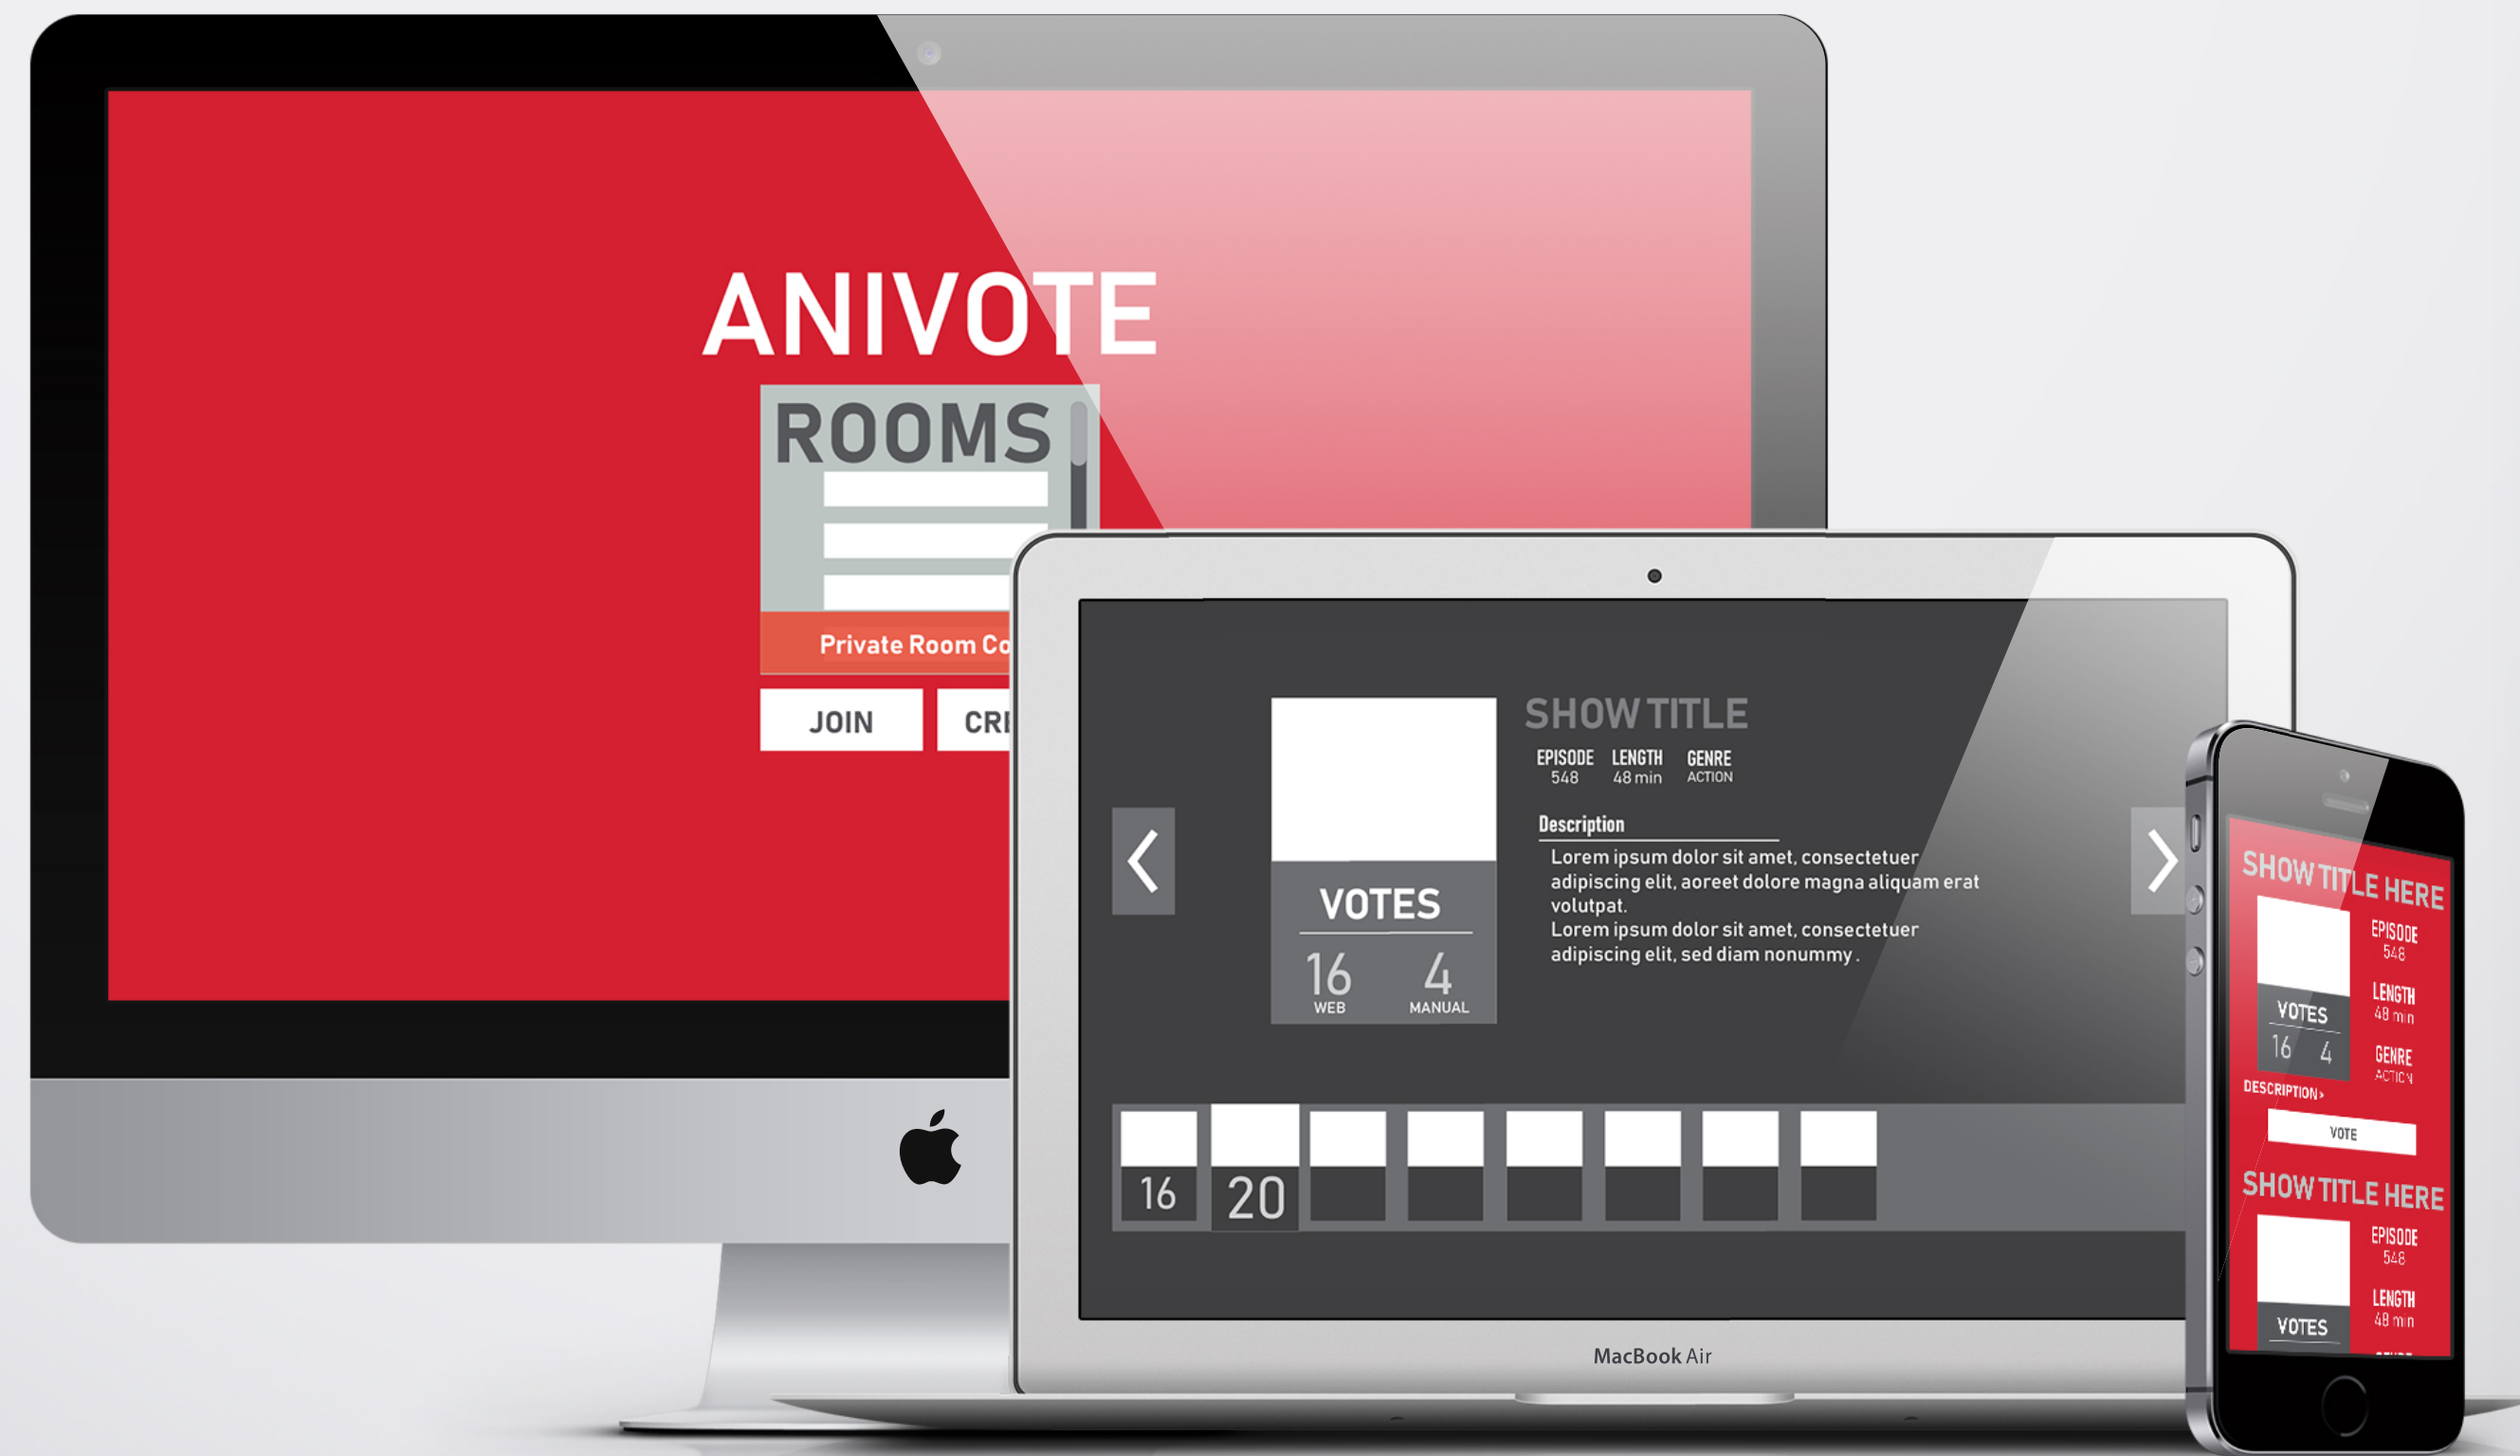 ANIVOTE
ROOMS
Private Room Co
JOIN
CRE
SHOW TITLE
EPISODE LENGTH GENRE
548 48 min ACTION
Description
Lorem ipsum dolor sit amet, consectetuer
adipiscing elit, aoreet dolore magna aliquam erat
volutpat.
Lorem ipsum dolor sit amet, consectetuer
adipiscing elit, sed diam nonummy .
VOTES
16 4
WEB MANUAL
16
20
MacBook Air
SHOW TITLE HERE
EPISODE
548
LENGTH
48 min
VOTES
16 4
GENRE
ACTION
DESCRIPTION>
VOTE
SHOW TITLE HERE
EPISODE
548
LENGTH
48 min
VOTES